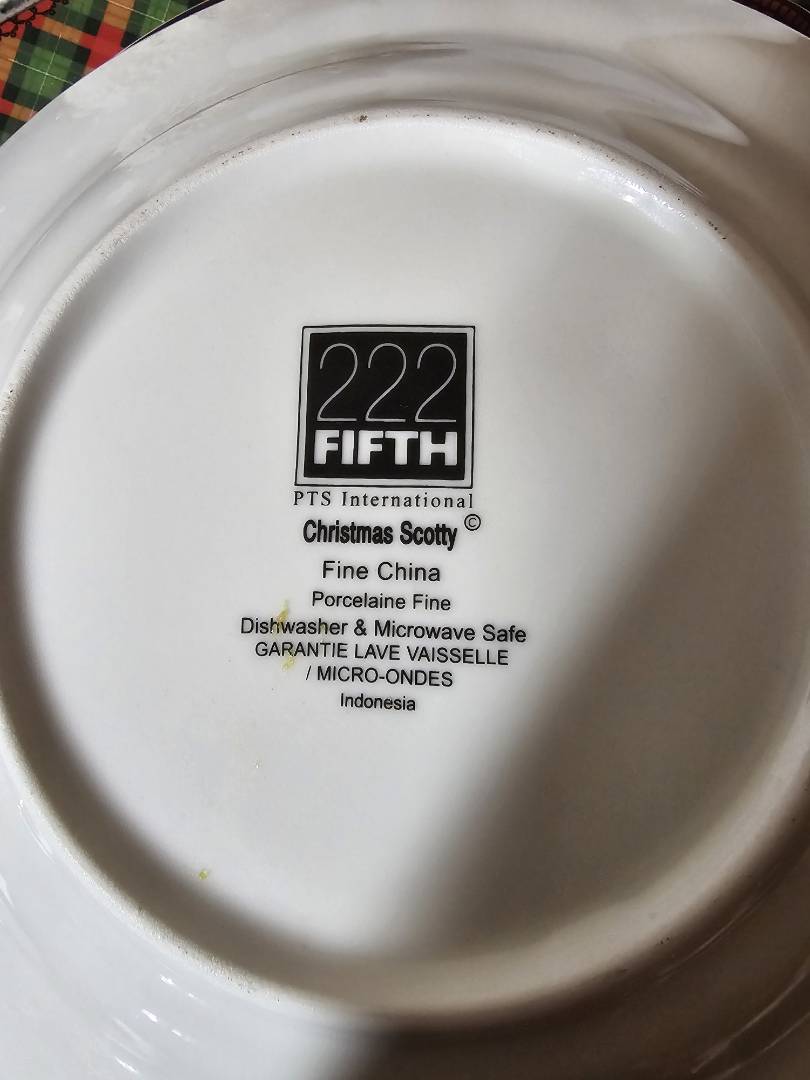 222
FIFTH
PTS International
Christmas Scotty ©
Fine China
Porcelaine Fine
Dishwasher & Microwave Safe
GARANTIE LAVE VAISSELLE
/ MICRO-ONDES
Indonesia